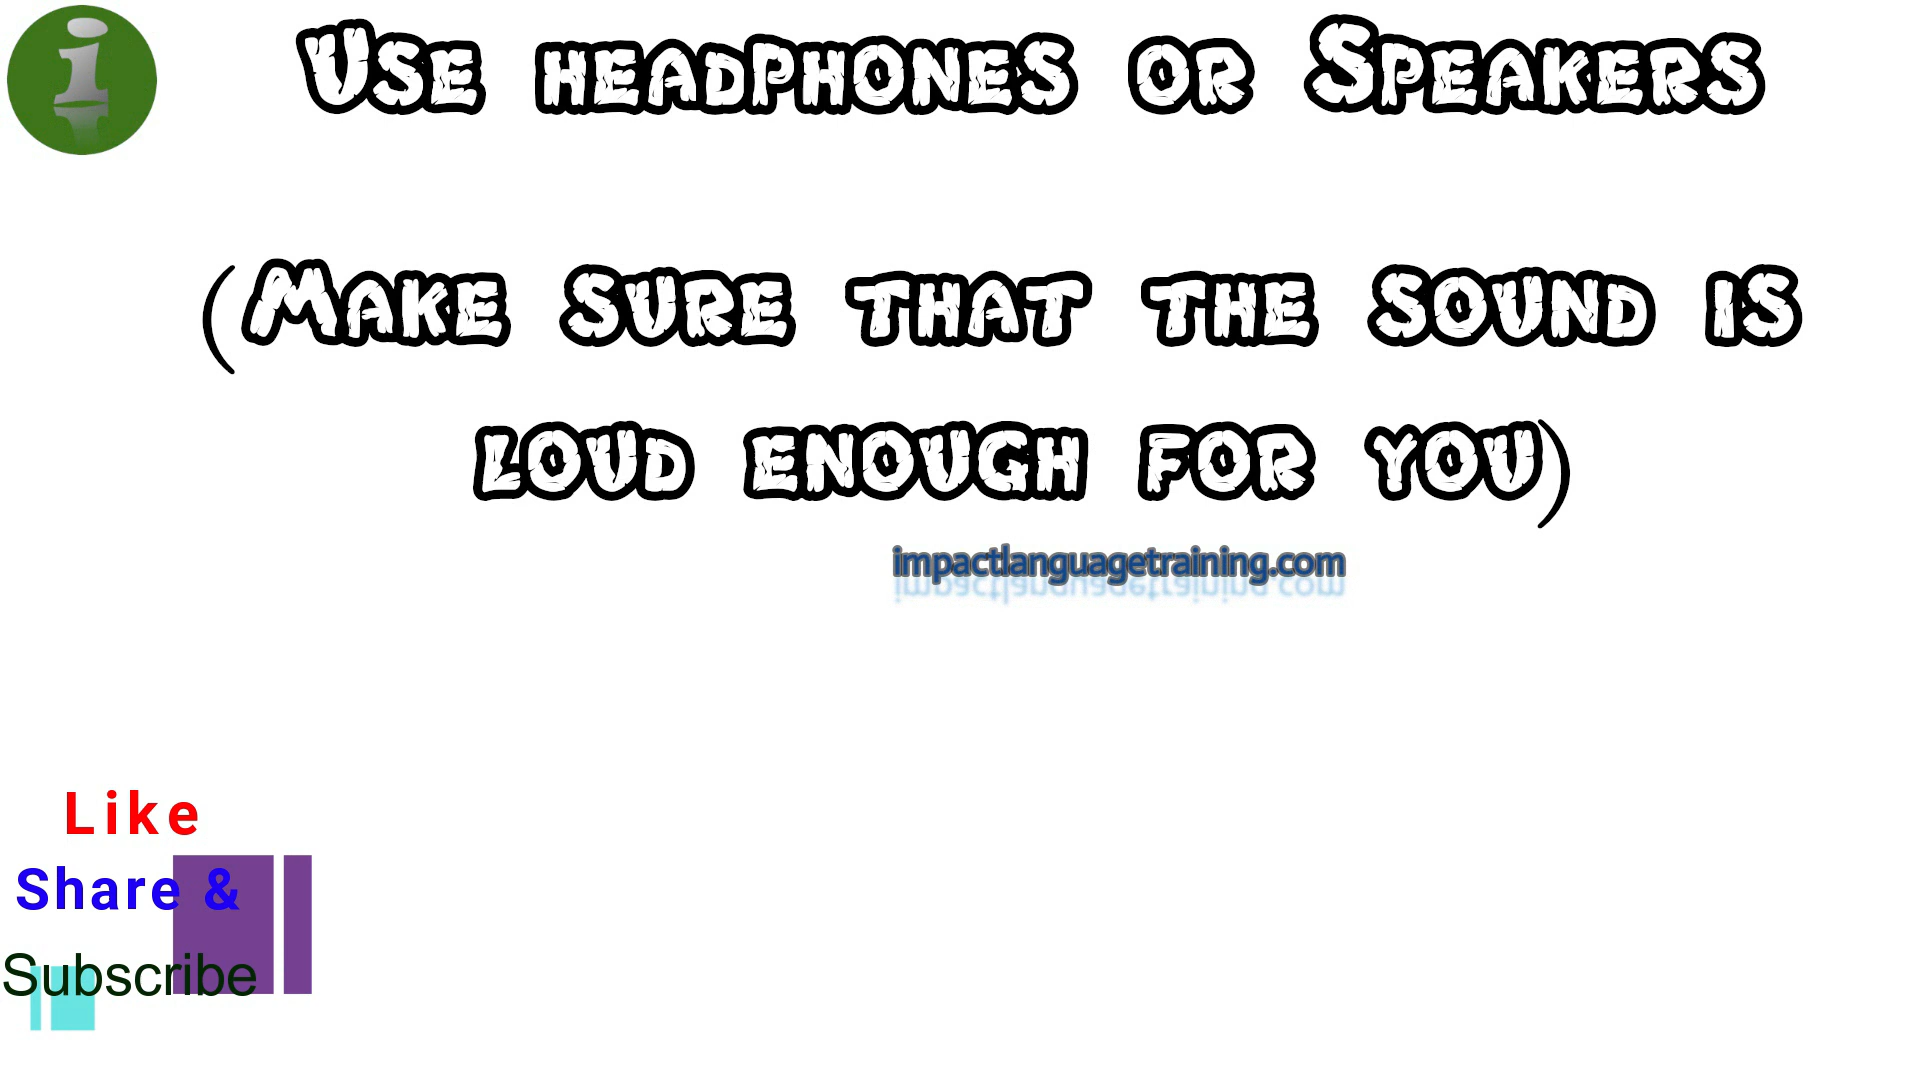 i
Use headphones or Speakers
(Make sure that the sound is
loud enough for you)
impactlanguagetraining.com
Like
Share &
Subscribe